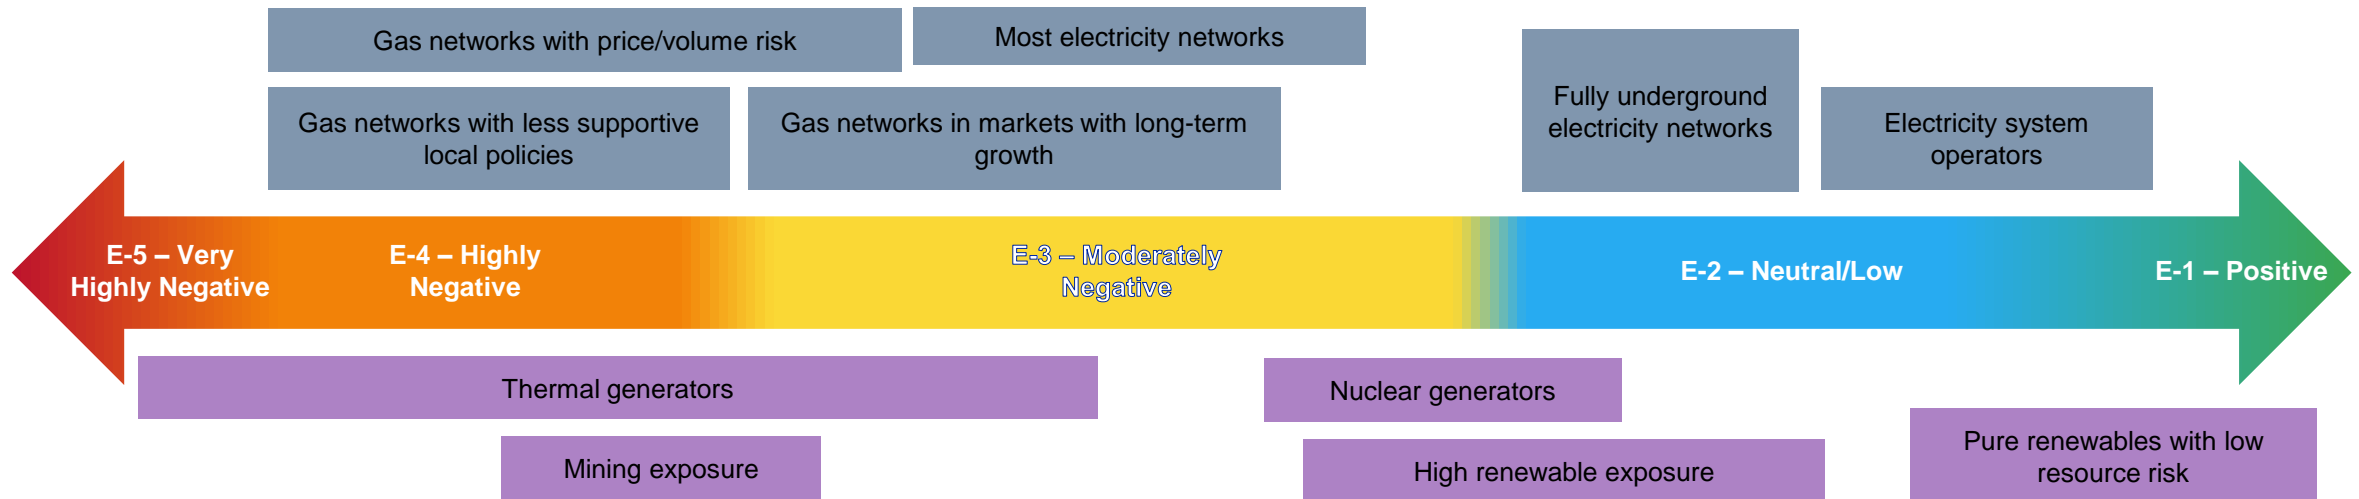 Gas networks with price/volume risk
Most electricity networks
Gas networks with less supportive
local policies
Gas networks in markets with long-term
growth
Fully underground
electricity networks
Electricity system
operators
E-5 – Very
Highly Negative
E-4 – Highly
Negative
E-3 – Moderately
Negative
E-2 – Neutral/Low
E-1 – Positive
Thermal generators
Nuclear generators
Mining exposure
High renewable exposure
Pure renewables with low
resource risk